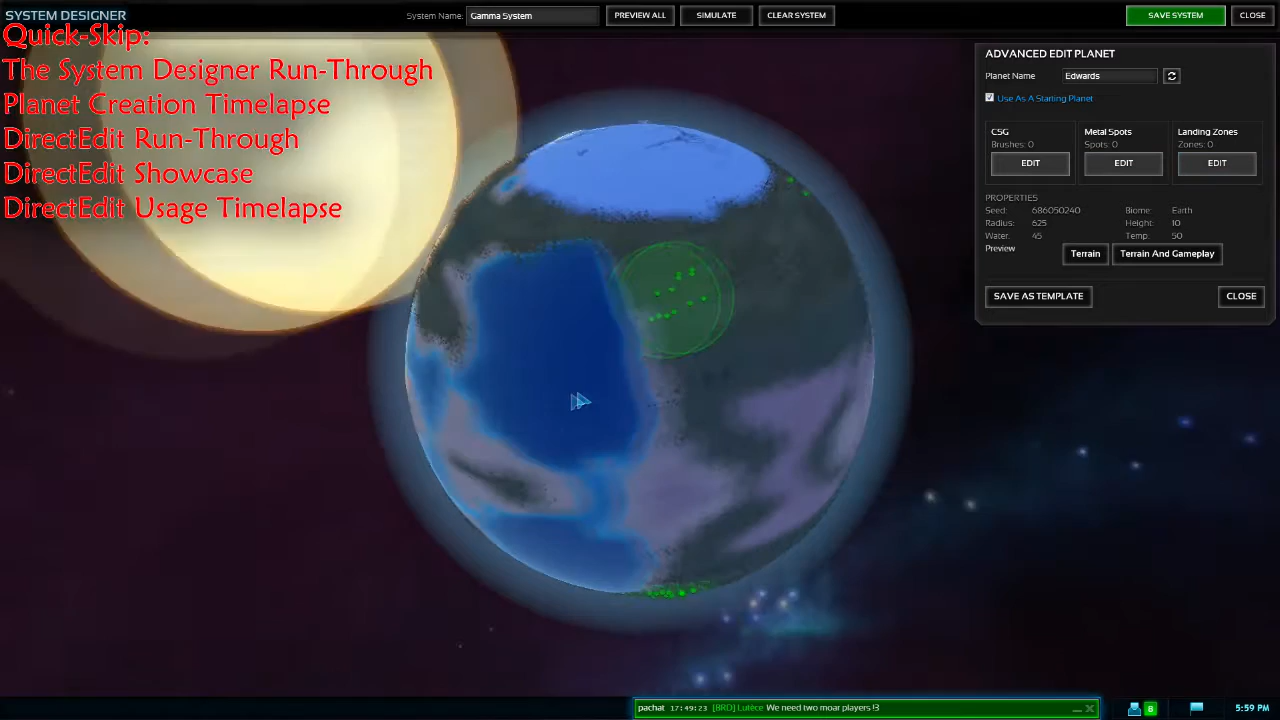 SYSTEM DESIGNER
System Name: Gamma System PREVIEW ALL SIMULATE CLEAR SYSTEM SAVE SYSTEM CLOSE
Quick-Skip:
The System Designer Run-Through
Planet Creation Timelapse
DirectEdit Run-Through
DirectEdit Showcase
DirectEdit Usage Timelapse
ADVANCED EDIT PLANET
Planet Name Edwards
Use As A Starting Planet
CSG Metal Spots Landing Zones
Brushes: 0 Spots: 0 Zones: 0
EDIT EDIT EDIT
PROPERTIES
Seed: 686050240 Biome: Earth
Radius: 625 Height: 10
Water: 45 Temp: 50
Preview Terrain Terrain And Gameplay
SAVE AS TEMPLATE CLOSE
pachat 17:49:23 [BRD] Lutèce We need two moar players !3
8 5:59 PM